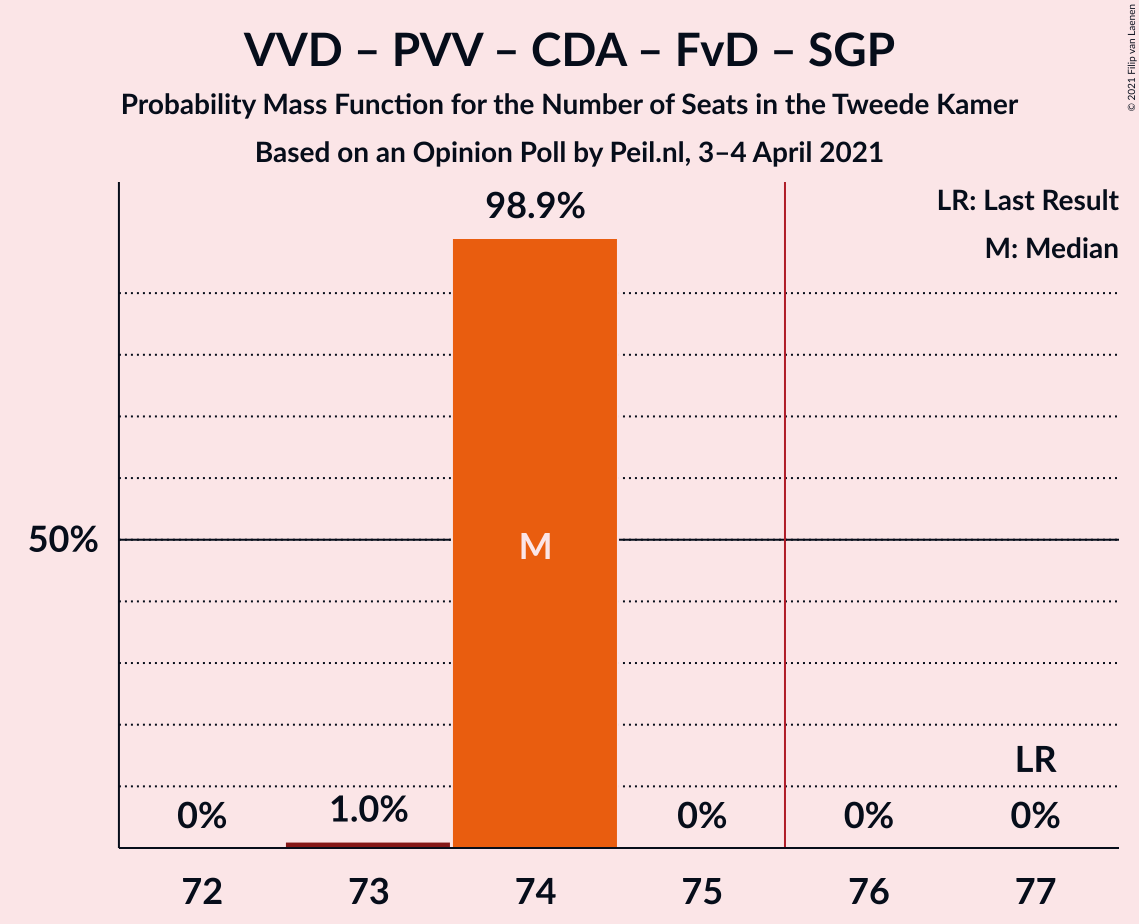 VVD – PVV – CDA – FvD – SGP
Probability Mass Function for the Number of Seats in the Tweede Kamer
Based on an Opinion Poll by Peil.nl, 3–4 April 2021
© 2021 Filip van Laenen
LR: Last Result
M: Median
98.9%
50%
M
LR
0%
1.0%
0%
0%
0%
72
73
74
75
76
77